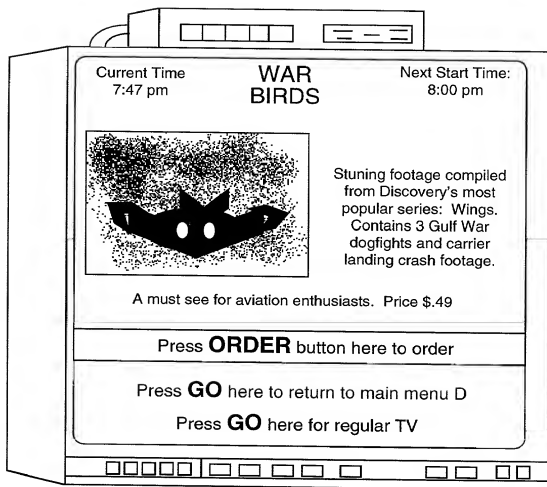 Current Time
7:47 pm
WAR
BIRDS
Next Start Time:
8:00 pm
Stuning footage compiled
from Discovery's most
popular series: Wings.
Contains 3 Gulf War
dogfights and carrier
landing crash footage.
A must see for aviation enthusiasts. Price $.49
Press ORDER button here to order
Press GO here to return to main menu D
Press GO here for regular TV